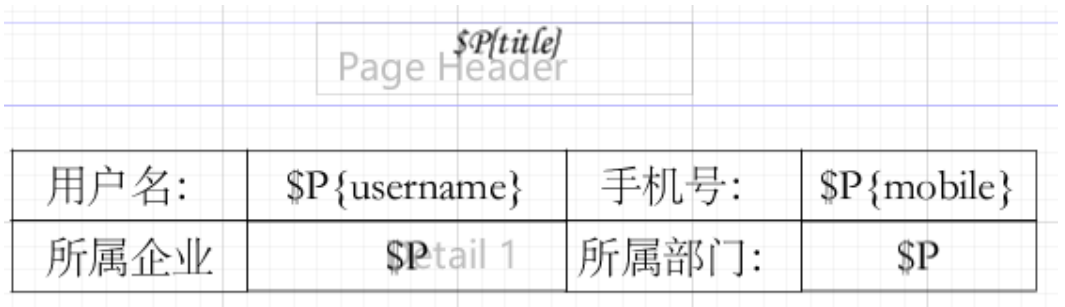 $P{title}
Page Header
用户名: $P{username} 手机号: $P{mobile}
所属企业 $P 所属部门: $P
etail 1